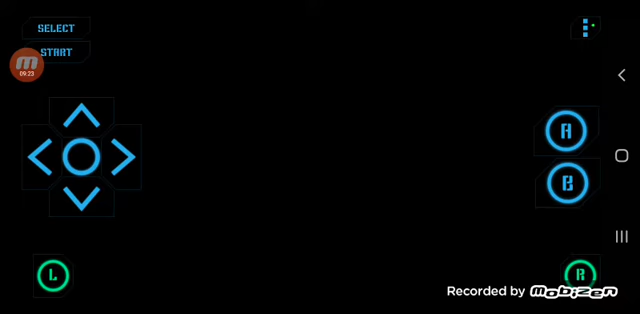 SELECT
START
09:23
A
B
L
R
Recorded by mobizen